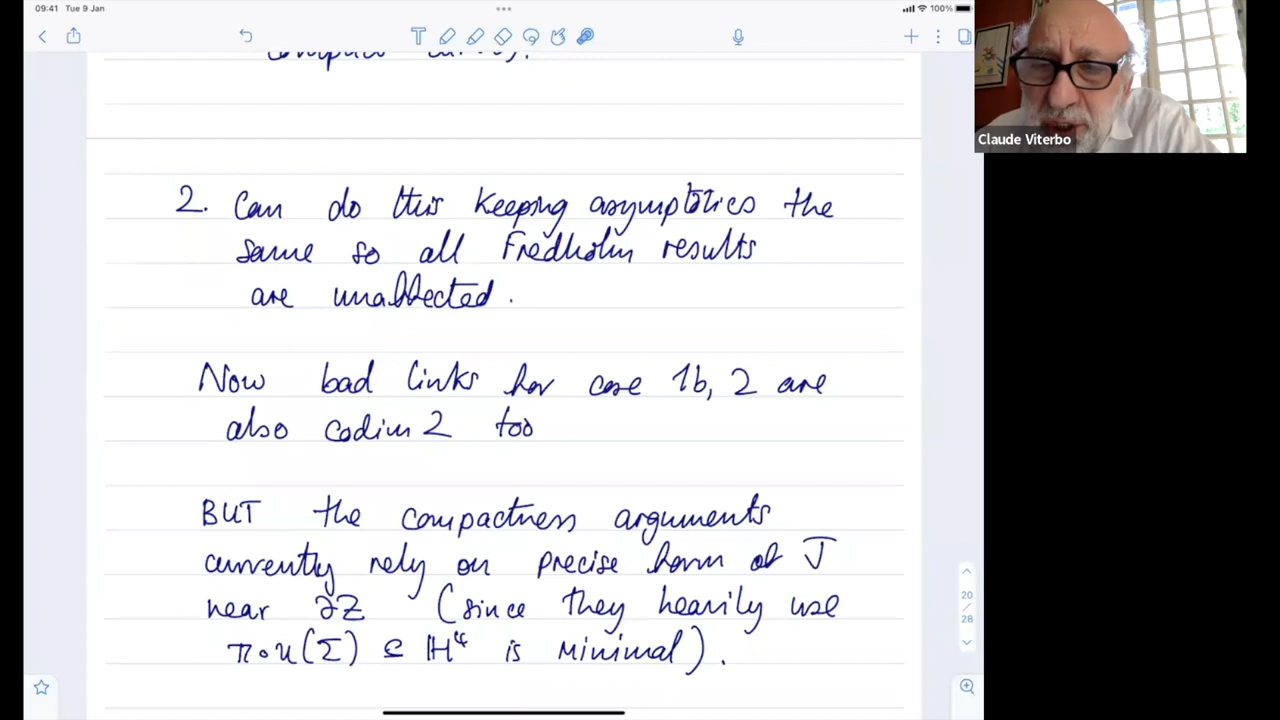 09:41 Tue 9 Jan
100%
Claude Viterbo
2. Can do this keeping asymptotics the
same so all Fredholm results
are unaffected.
Now bad links for case 1b, 2 are
also codim 2 too
BUT the compactness arguments
currently rely on precise form of J
near ∂Z (since they heavily use
π∘u(Σ) ⊆ ℍ⁴ is minimal).
20
/
28